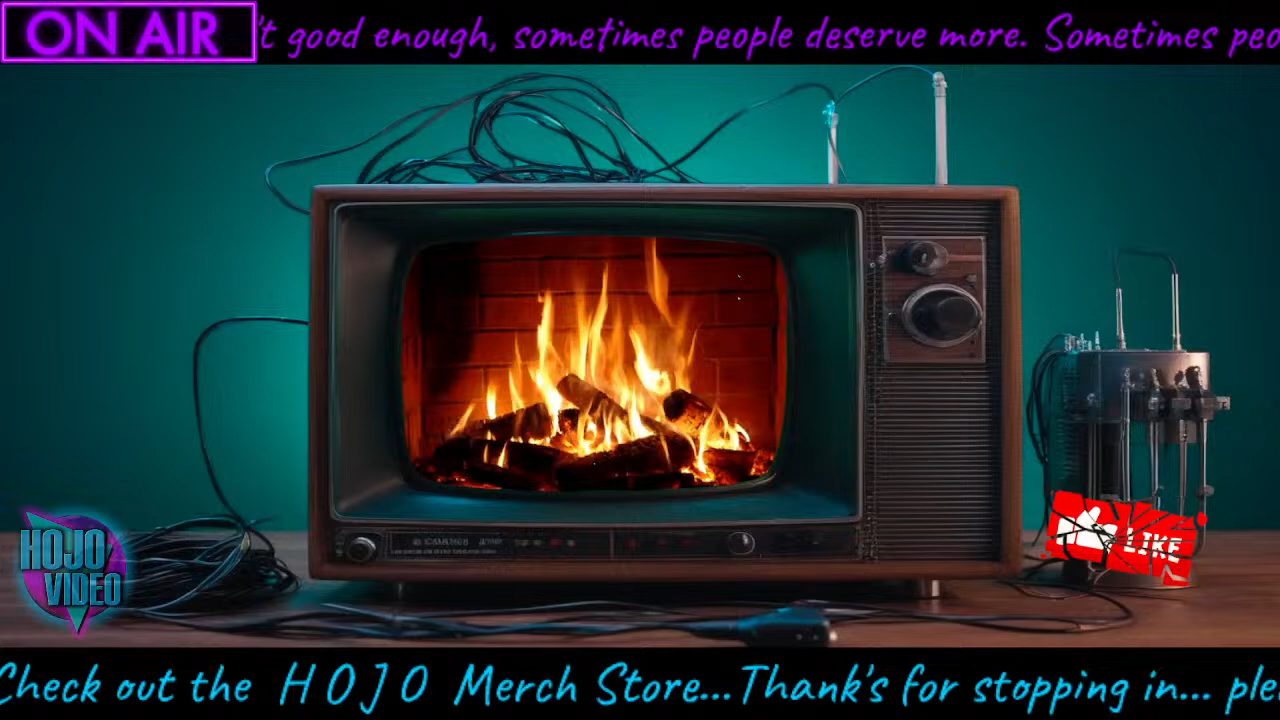 ON AIR
't good enough, sometimes people deserve more. Sometimes peo
HOJO
VIDEO
LIKE
Check out the H O J O Merch Store... Thank's for stopping in... ple